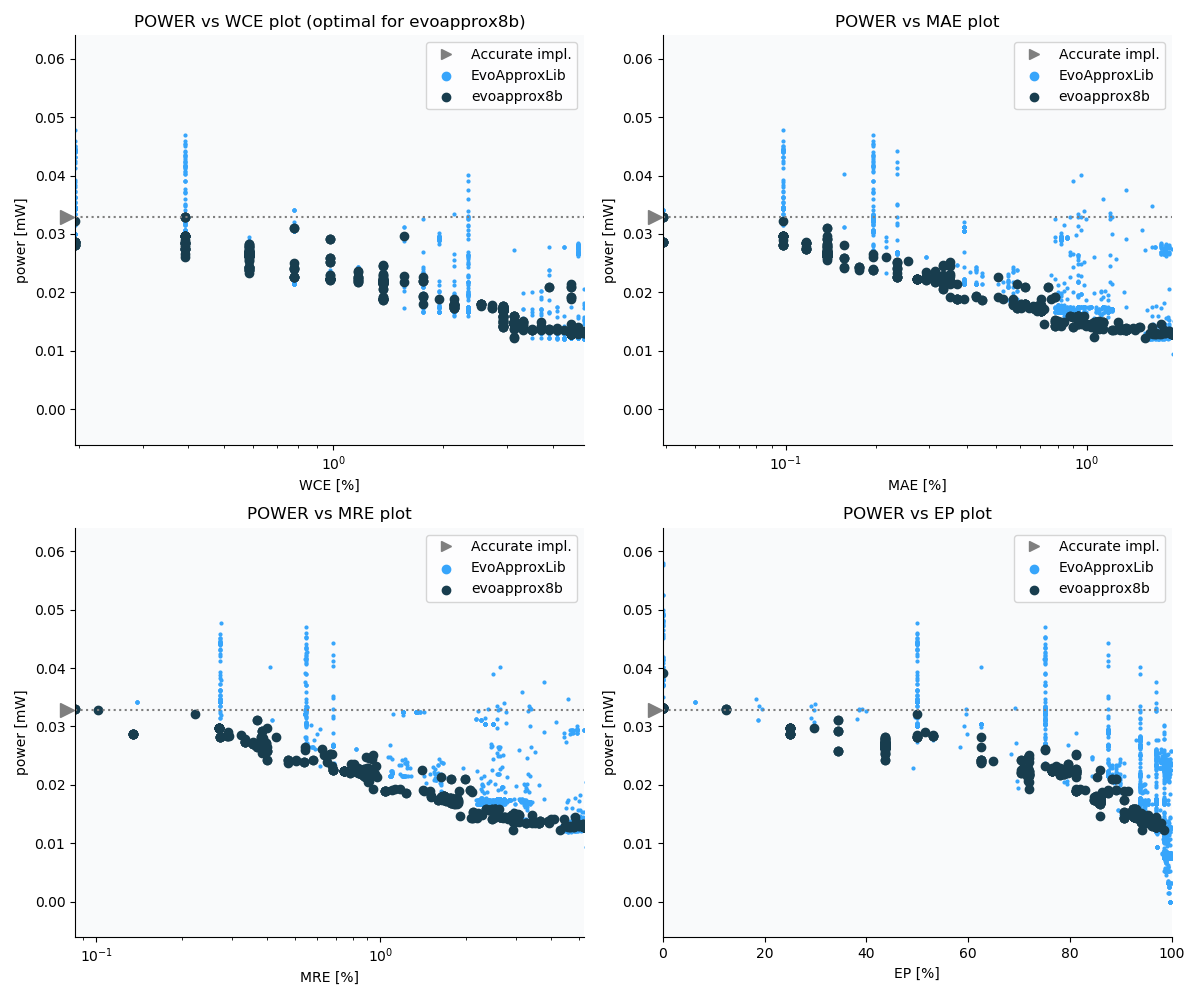 POWER vs WCE plot (optimal for evoapprox8b)
Accurate impl.
EvoApproxLib
evoapprox8b
0.06
0.05
0.04
0.03
0.02
0.01
0.00
power [mW]
10⁰
WCE [%]
POWER vs MAE plot
Accurate impl.
EvoApproxLib
evoapprox8b
0.06
0.05
0.04
0.03
0.02
0.01
0.00
power [mW]
10⁻¹ 10⁰
MAE [%]
POWER vs MRE plot
Accurate impl.
EvoApproxLib
evoapprox8b
0.06
0.05
0.04
0.03
0.02
0.01
0.00
power [mW]
10⁻¹ 10⁰
MRE [%]
POWER vs EP plot
Accurate impl.
EvoApproxLib
evoapprox8b
0.06
0.05
0.04
0.03
0.02
0.01
0.00
power [mW]
0 20 40 60 80 100
EP [%]